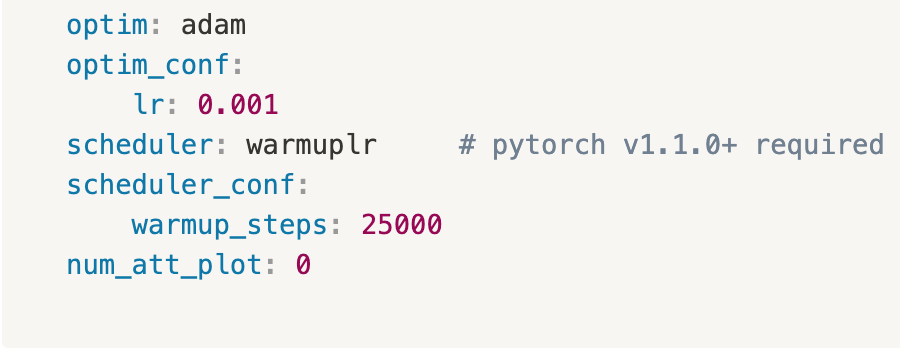 optim: adam
optim_conf:
    lr: 0.001
scheduler: warmuplr     # pytorch v1.1.0+ required
scheduler_conf:
    warmup_steps: 25000
num_att_plot: 0